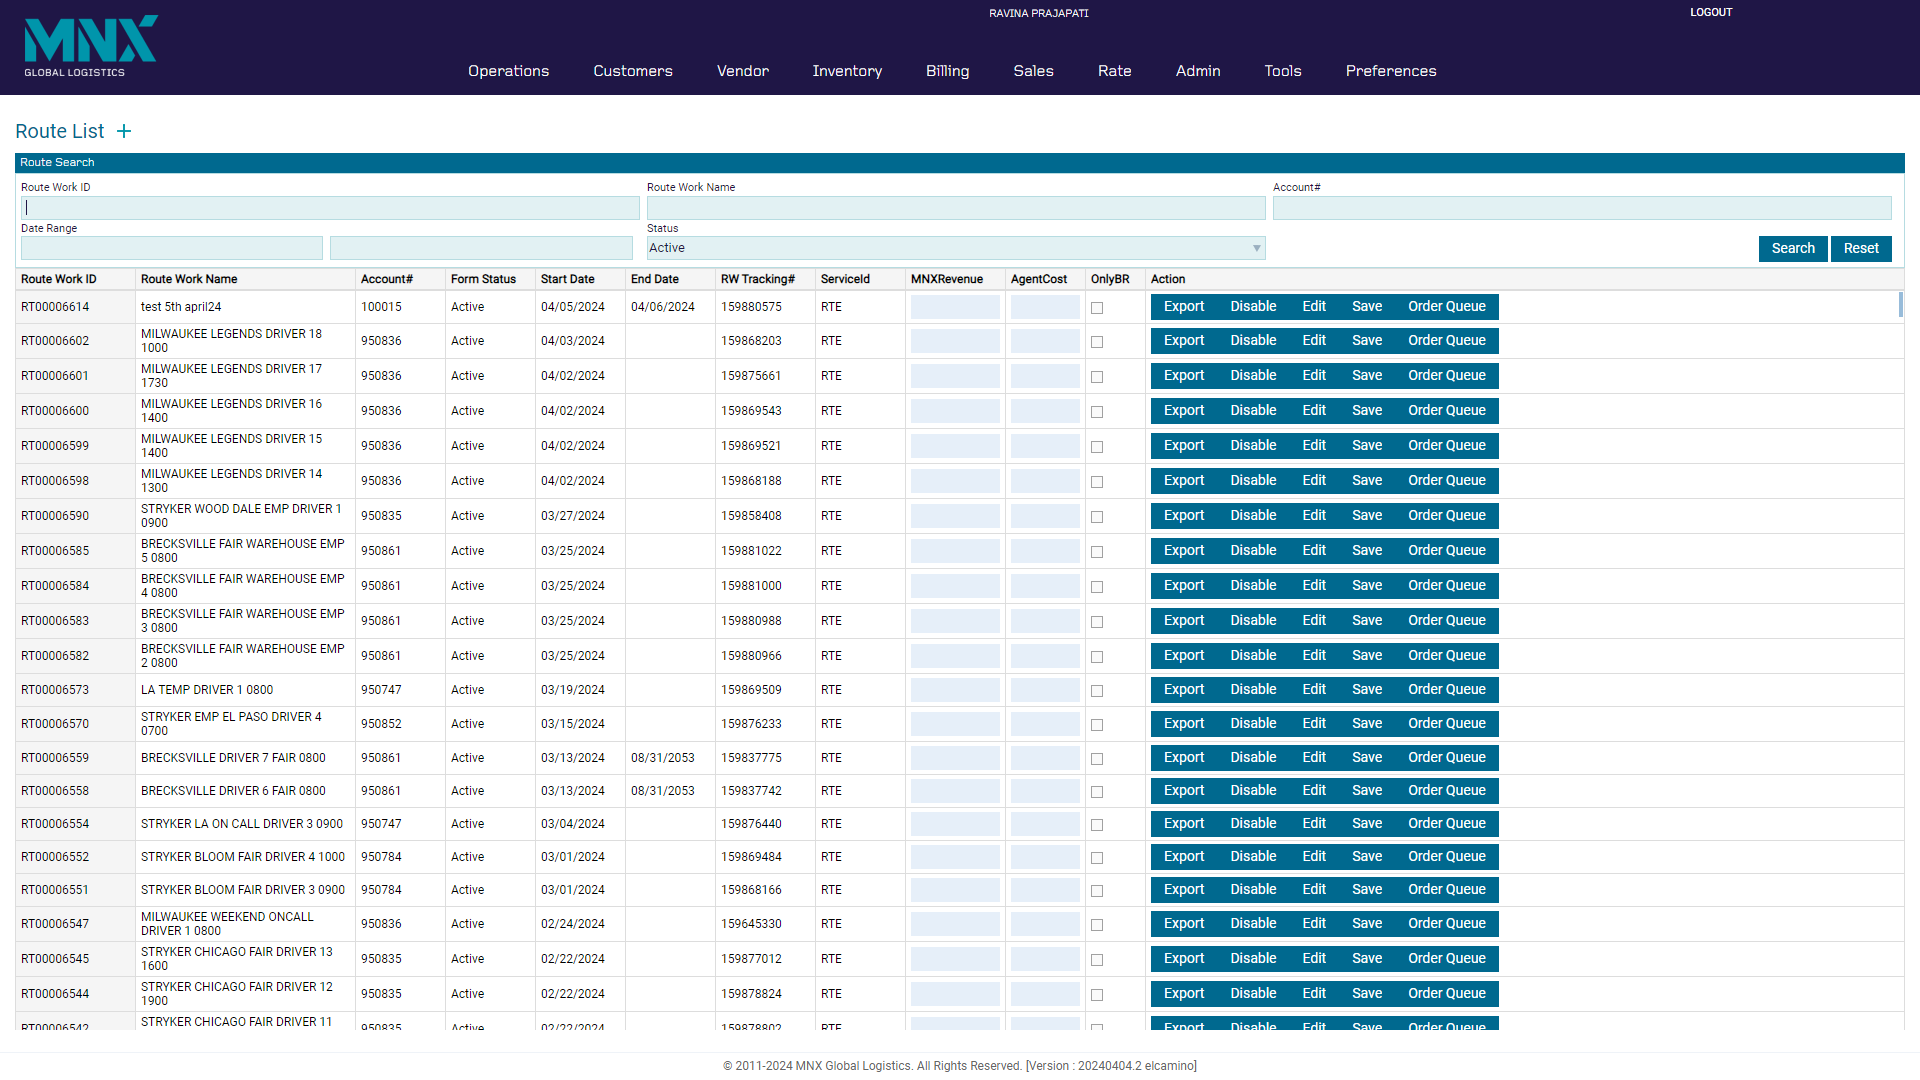 RAVINA PRAJAPATI LOGOUT
MNX
GLOBAL LOGISTICS
Operations Customers Vendor Inventory Billing Sales Rate Admin Tools Preferences
Route List +
Route Search
Route Work ID Route Work Name Account#
Date Range Status
Active Search Reset
Route Work ID Route Work Name Account# Form Status Start Date End Date RW Tracking# ServiceId MNXRevenue AgentCost OnlyBR Action
RT00006614 test 5th april24 100015 Active 04/05/2024 04/06/2024 159880575 RTE Export Disable Edit Save Order Queue
RT00006602 MILWAUKEE LEGENDS DRIVER 18 1000 950836 Active 04/03/2024 159868203 RTE Export Disable Edit Save Order Queue
RT00006601 MILWAUKEE LEGENDS DRIVER 17 1730 950836 Active 04/02/2024 159875661 RTE Export Disable Edit Save Order Queue
RT00006600 MILWAUKEE LEGENDS DRIVER 16 1400 950836 Active 04/02/2024 159869543 RTE Export Disable Edit Save Order Queue
RT00006599 MILWAUKEE LEGENDS DRIVER 15 1400 950836 Active 04/02/2024 159869521 RTE Export Disable Edit Save Order Queue
RT00006598 MILWAUKEE LEGENDS DRIVER 14 1300 950836 Active 04/02/2024 159868188 RTE Export Disable Edit Save Order Queue
RT00006590 STRYKER WOOD DALE EMP DRIVER 1 0900 950835 Active 03/27/2024 159858408 RTE Export Disable Edit Save Order Queue
RT00006585 BRECKSVILLE FAIR WAREHOUSE EMP 5 0800 950861 Active 03/25/2024 159881022 RTE Export Disable Edit Save Order Queue
RT00006584 BRECKSVILLE FAIR WAREHOUSE EMP 4 0800 950861 Active 03/25/2024 159881000 RTE Export Disable Edit Save Order Queue
RT00006583 BRECKSVILLE FAIR WAREHOUSE EMP 3 0800 950861 Active 03/25/2024 159880988 RTE Export Disable Edit Save Order Queue
RT00006582 BRECKSVILLE FAIR WAREHOUSE EMP 2 0800 950861 Active 03/25/2024 159880966 RTE Export Disable Edit Save Order Queue
RT00006573 LA TEMP DRIVER 1 0800 950747 Active 03/19/2024 159869509 RTE Export Disable Edit Save Order Queue
RT00006570 STRYKER EMP EL PASO DRIVER 4 0700 950852 Active 03/15/2024 159876233 RTE Export Disable Edit Save Order Queue
RT00006559 BRECKSVILLE DRIVER 7 FAIR 0800 950861 Active 03/13/2024 08/31/2053 159837775 RTE Export Disable Edit Save Order Queue
RT00006558 BRECKSVILLE DRIVER 6 FAIR 0800 950861 Active 03/13/2024 08/31/2053 159837742 RTE Export Disable Edit Save Order Queue
RT00006554 STRYKER LA ON CALL DRIVER 3 0900 950747 Active 03/04/2024 159876440 RTE Export Disable Edit Save Order Queue
RT00006552 STRYKER BLOOM FAIR DRIVER 4 1000 950784 Active 03/01/2024 159869484 RTE Export Disable Edit Save Order Queue
RT00006551 STRYKER BLOOM FAIR DRIVER 3 0900 950784 Active 03/01/2024 159868166 RTE Export Disable Edit Save Order Queue
RT00006547 MILWAUKEE WEEKEND ONCALL DRIVER 1 0800 950836 Active 02/24/2024 159645330 RTE Export Disable Edit Save Order Queue
RT00006545 STRYKER CHICAGO FAIR DRIVER 13 1600 950835 Active 02/22/2024 159877012 RTE Export Disable Edit Save Order Queue
RT00006544 STRYKER CHICAGO FAIR DRIVER 12 1900 950835 Active 02/22/2024 159878824 RTE Export Disable Edit Save Order Queue
RT00006542 STRYKER CHICAGO FAIR DRIVER 11 950835 Active 02/22/2024 159878802 RTE Export Disable Edit Save Order Queue
© 2011-2024 MNX Global Logistics. All Rights Reserved. [Version : 20240404.2 elcamino]